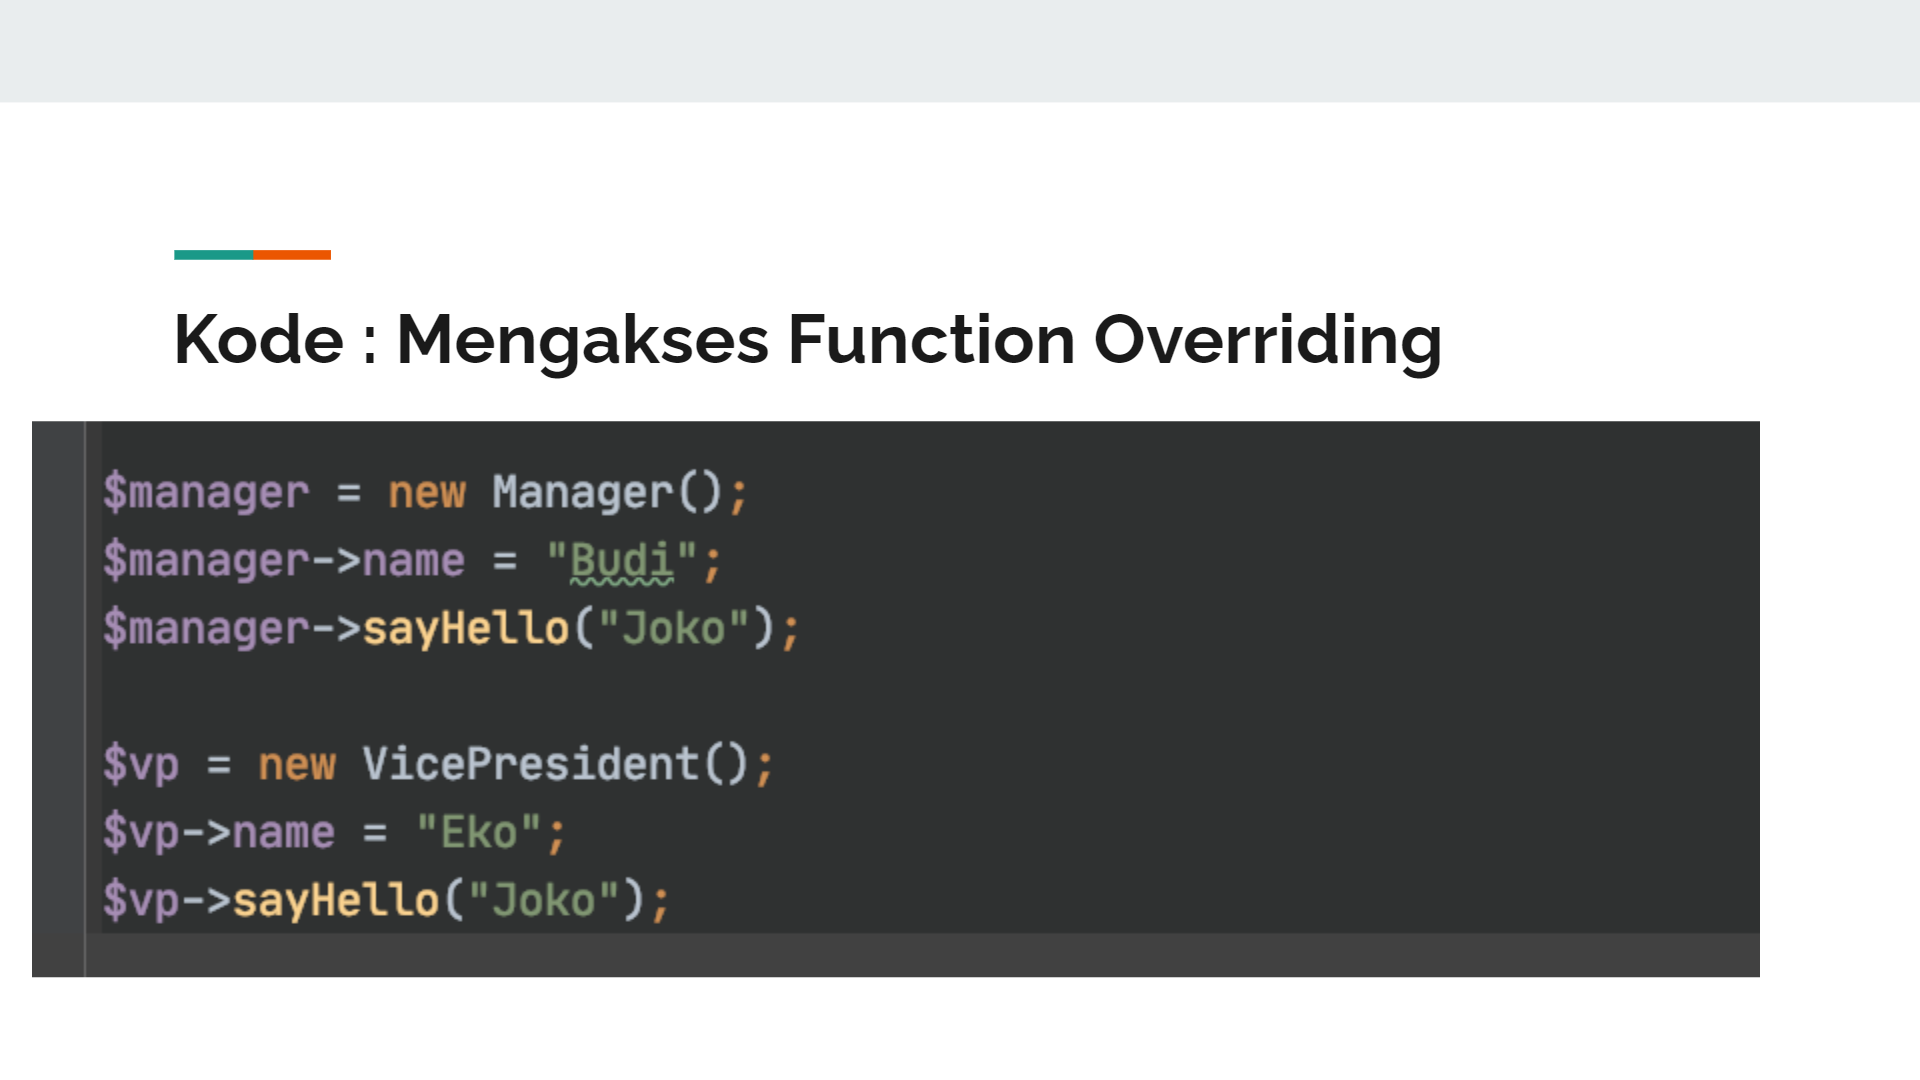 Kode : Mengakses Function Overriding
$manager = new Manager();
$manager->name = "Budi";
$manager->sayHello("Joko");
$vp = new VicePresident();
$vp->name = "Eko";
$vp->sayHello("Joko");